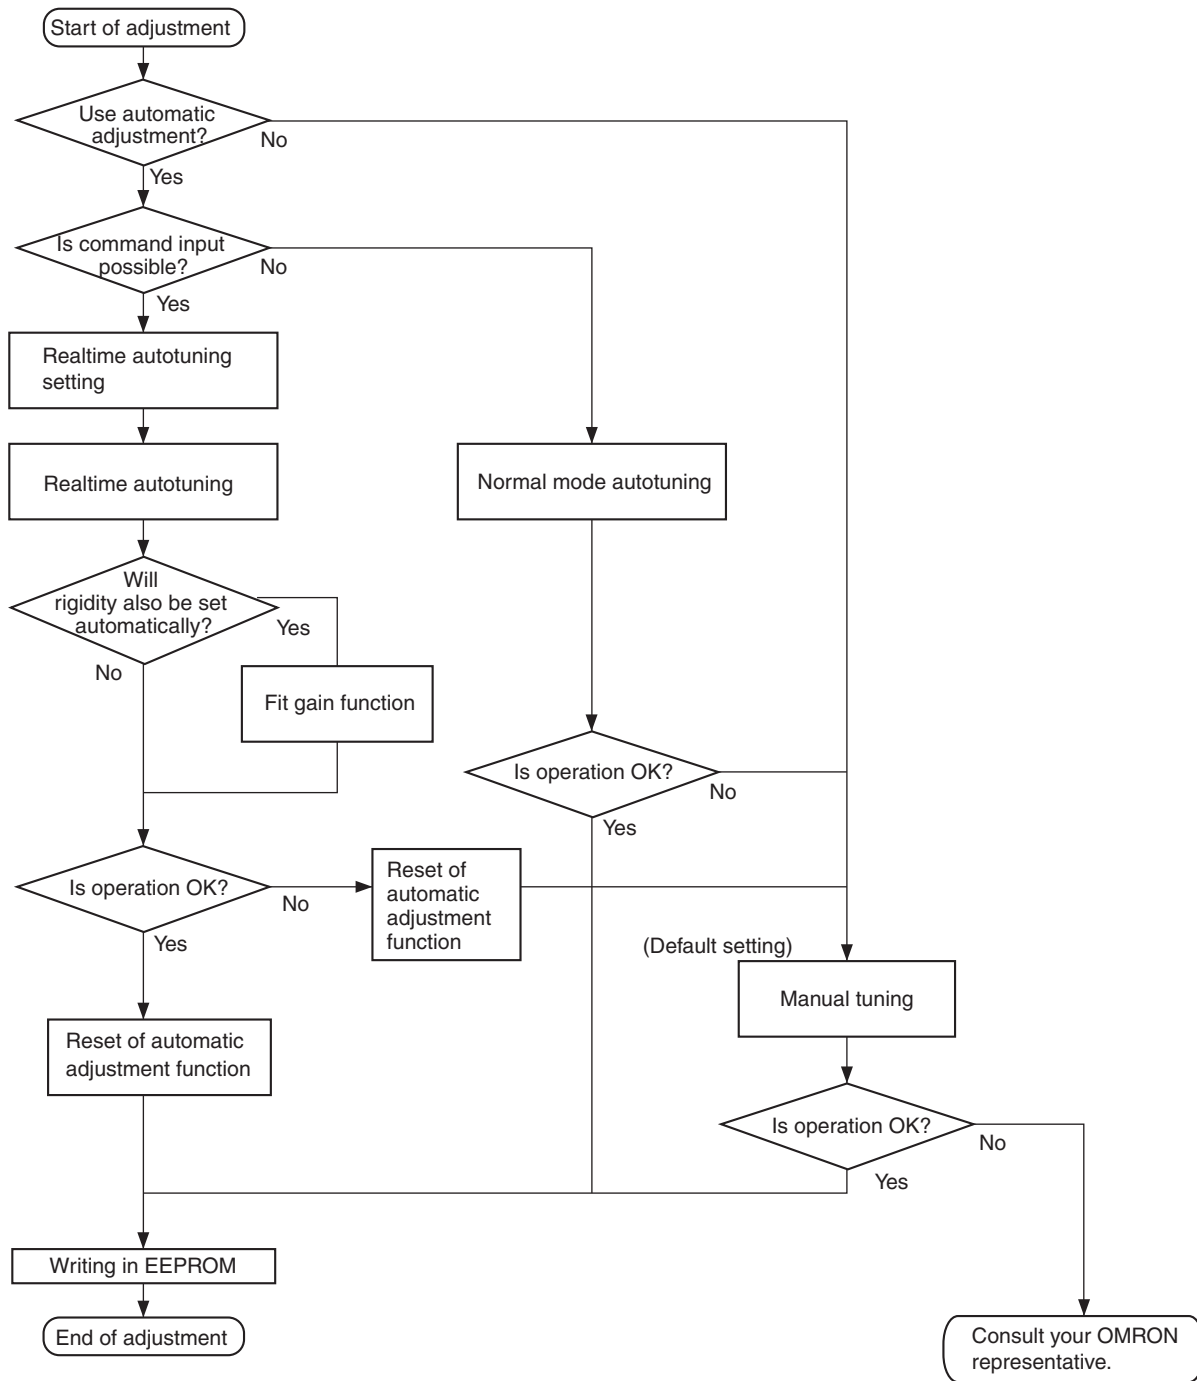 Start of adjustment
Use automatic
adjustment?
No
Yes
Is command input
possible?
No
Yes
Realtime autotuning
setting
Realtime autotuning
Normal mode autotuning
Will
rigidity also be set
automatically?
Yes
No
Fit gain function
Is operation OK?
No
Yes
Is operation OK?
No
Yes
Reset of
automatic
adjustment
function
(Default setting)
Manual tuning
Reset of automatic
adjustment function
Is operation OK?
No
Yes
Writing in EEPROM
End of adjustment
Consult your OMRON
representative.